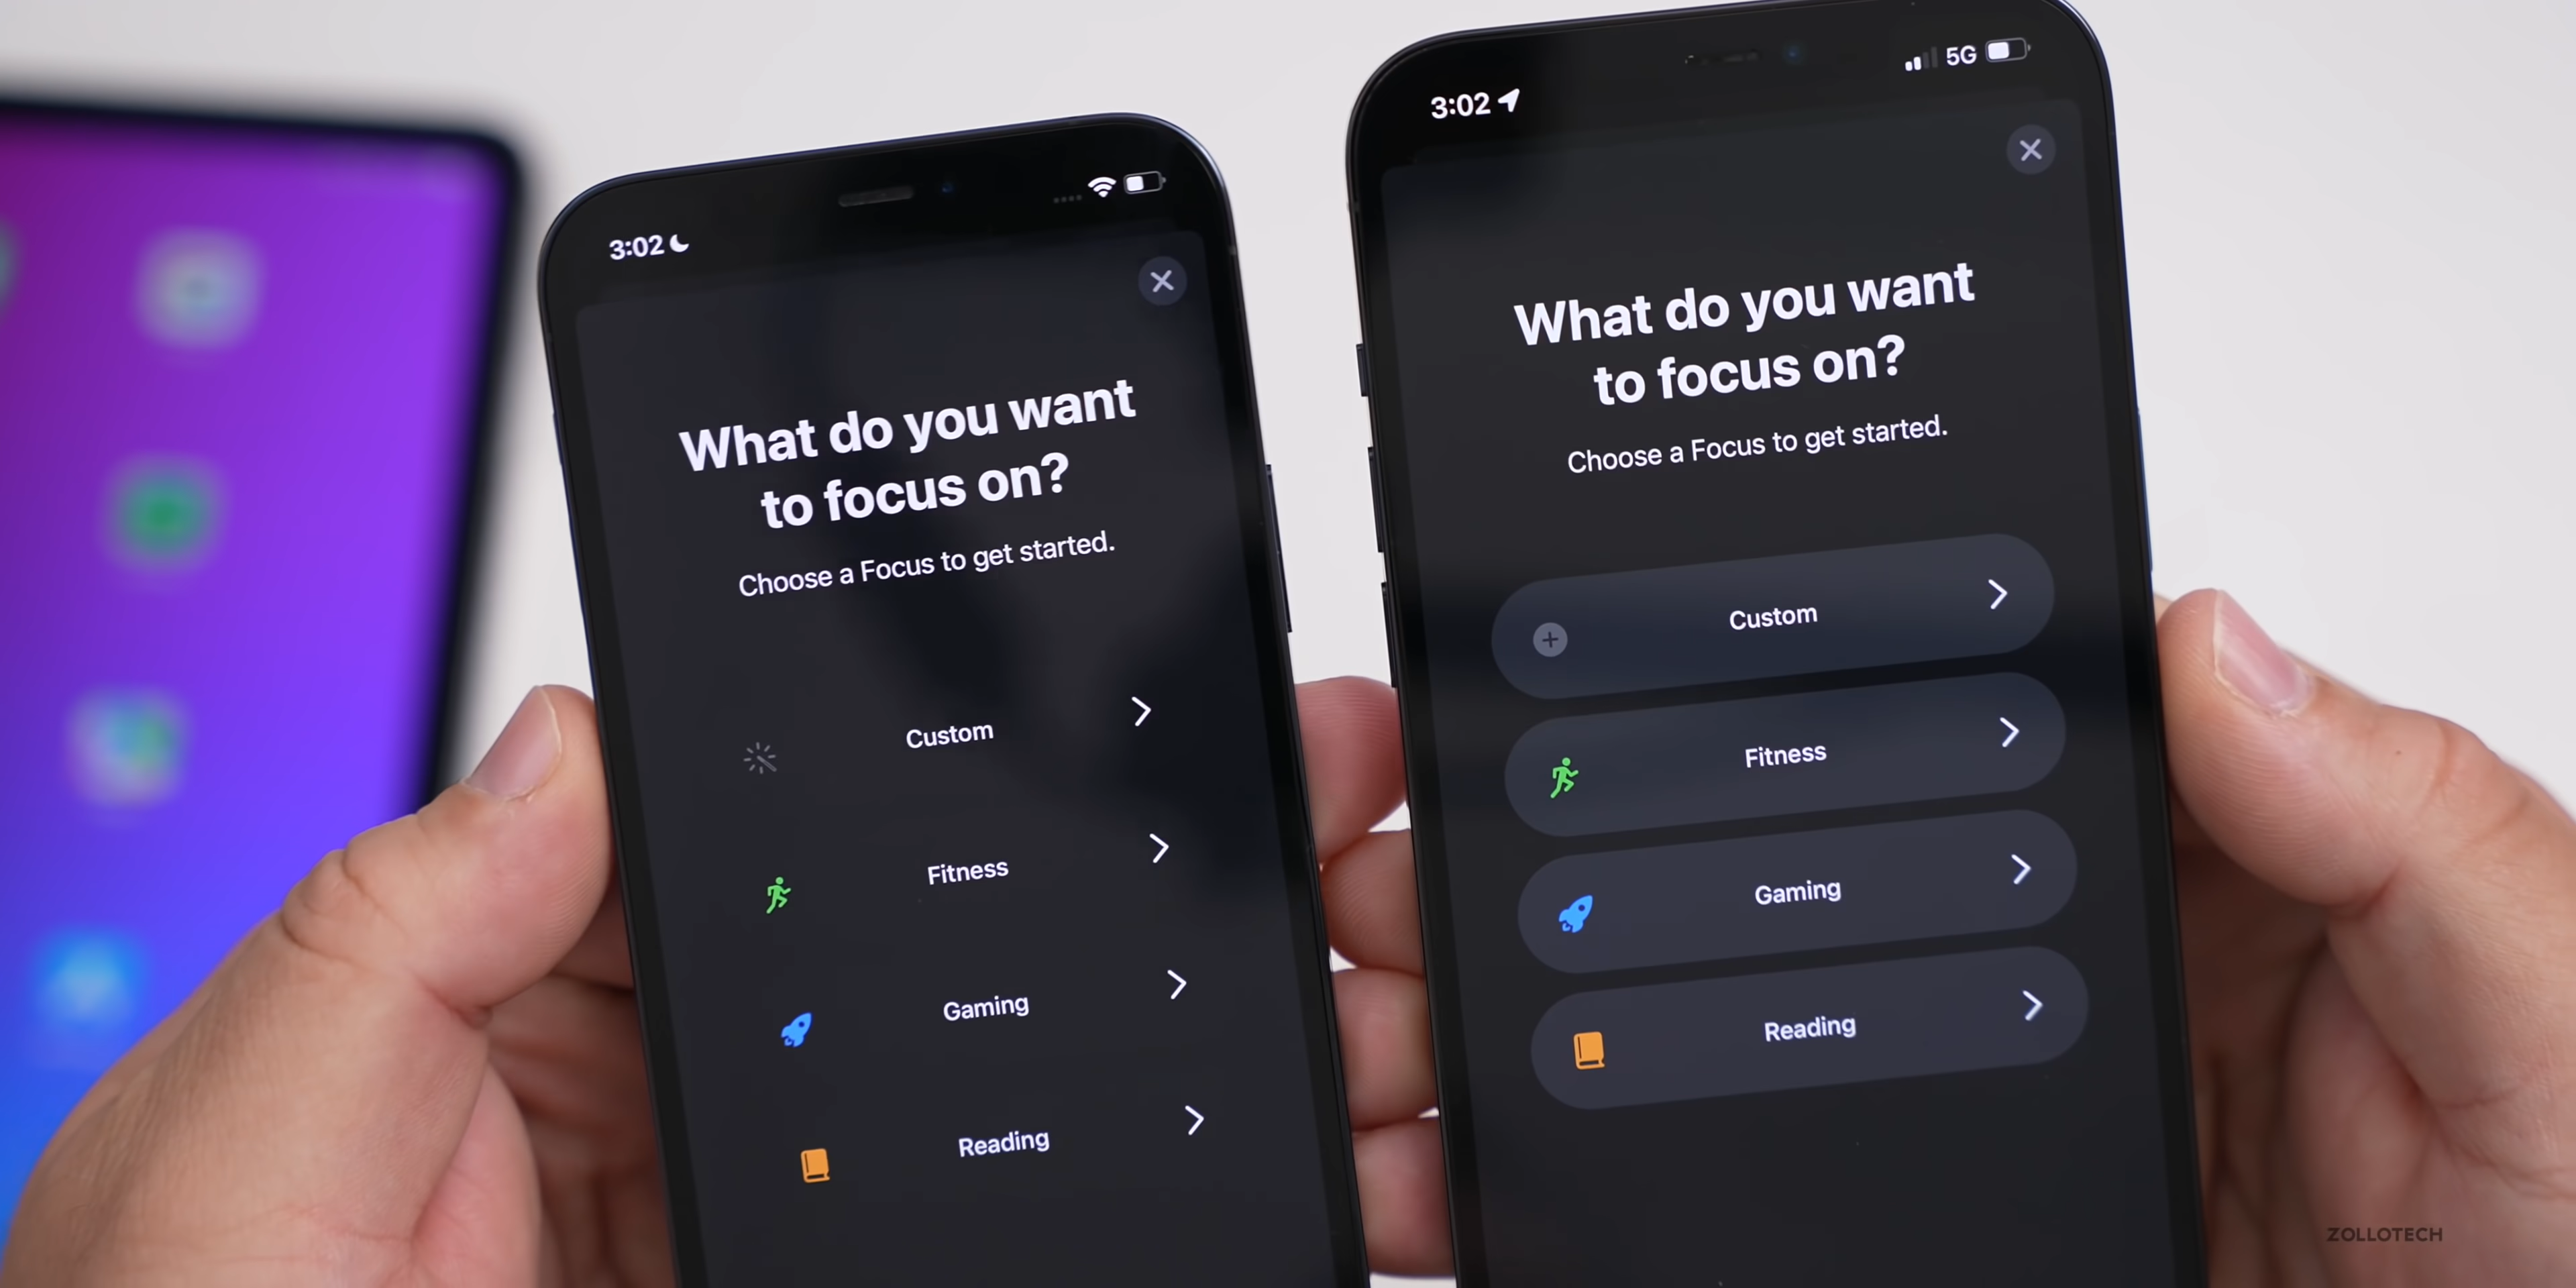 3:02
What do you want
to focus on?
Choose a Focus to get started.
Custom
Fitness
Gaming
Reading
3:02
5G
What do you want
to focus on?
Choose a Focus to get started.
Custom
Fitness
Gaming
Reading
ZOLLOTECH